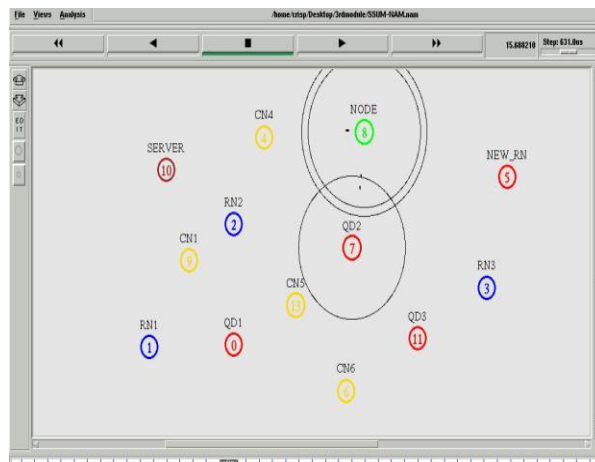 File Views Analysis /home/crisp/Desktop/3rdmodule/SSUM-NAM.nam
15.688210 Step: 631.0us
NODE
8
CN4
4
SERVER
10
NEW_RN
5
RN2
2
QD2
7
CN1
9
RN3
3
CN5
13
QD3
11
RN1
1
QD1
0
CN6
6